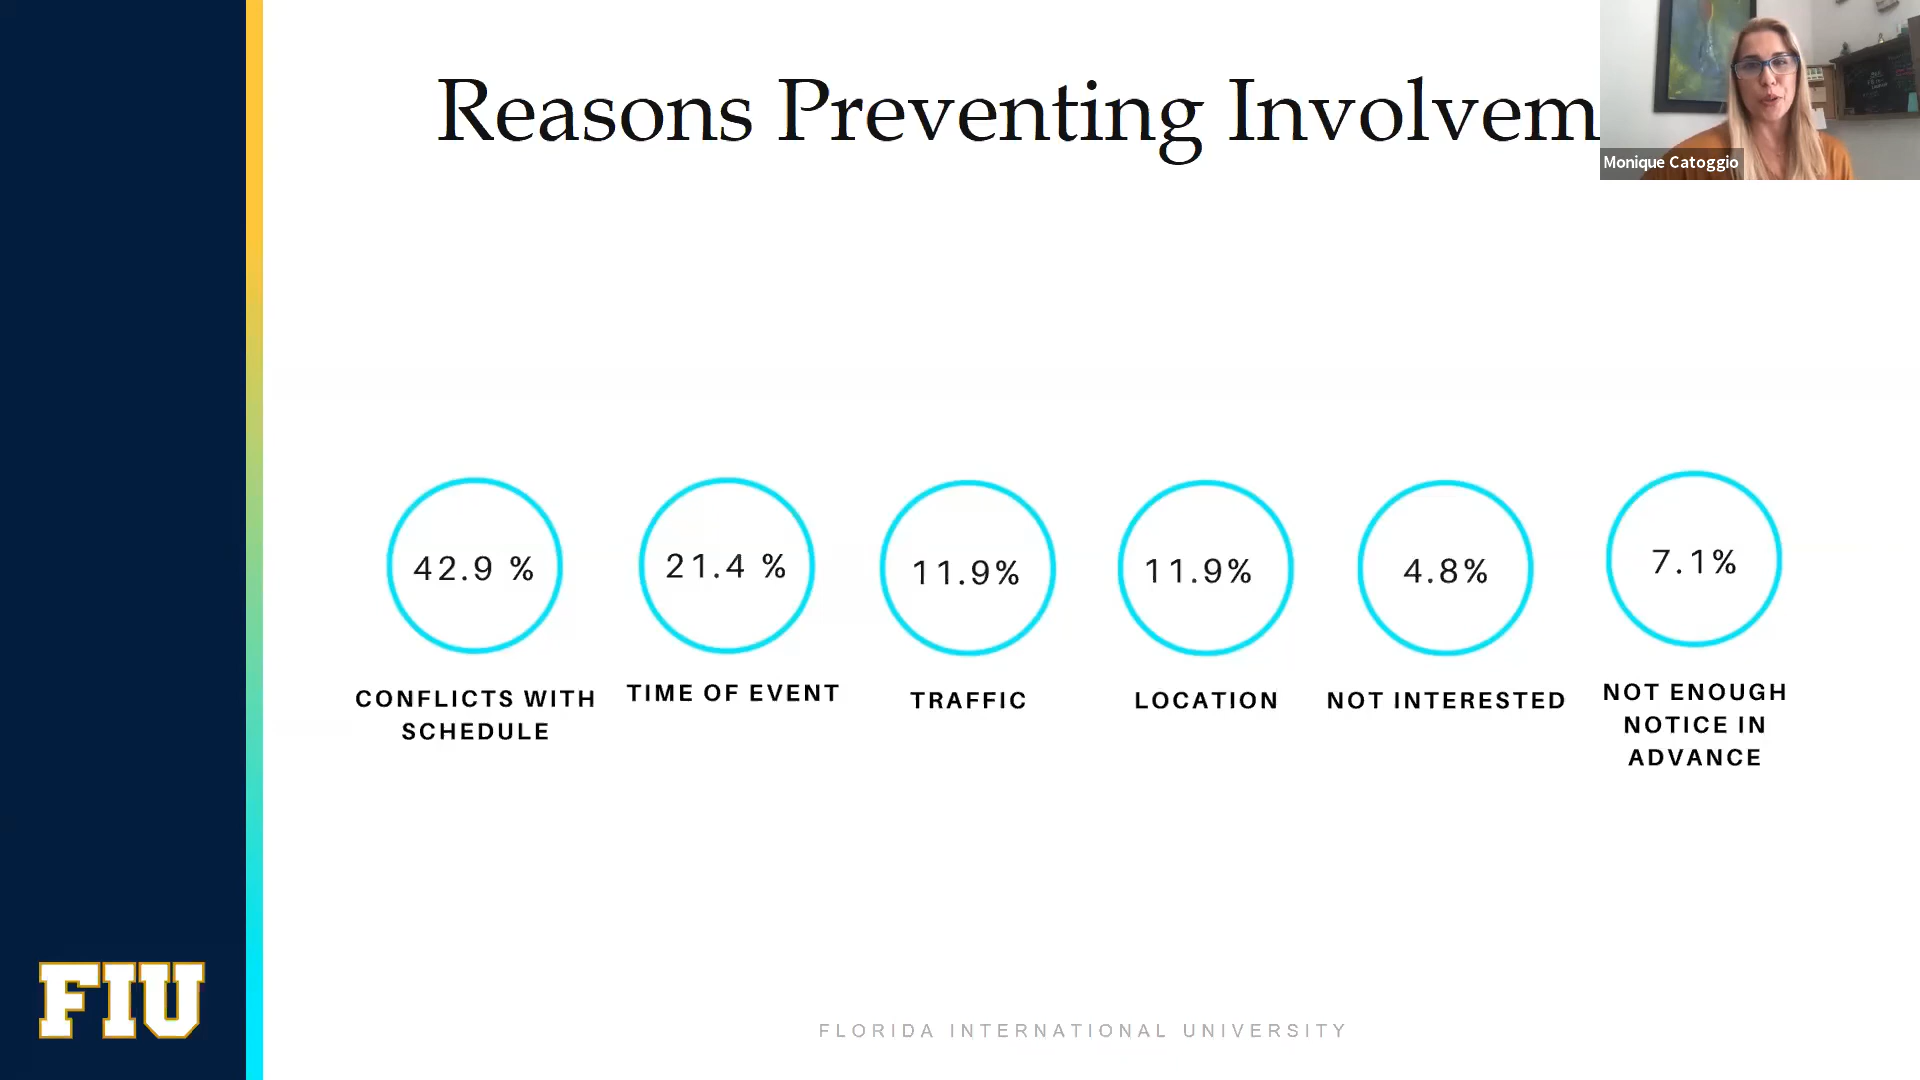 Reasons Preventing Involvem
Monique Catoggio
42.9 %
CONFLICTS WITH
SCHEDULE
21.4 %
TIME OF EVENT
11.9%
TRAFFIC
11.9%
LOCATION
4.8%
NOT INTERESTED
7.1%
NOT ENOUGH
NOTICE IN
ADVANCE
FIU
FLORIDA INTERNATIONAL UNIVERSITY